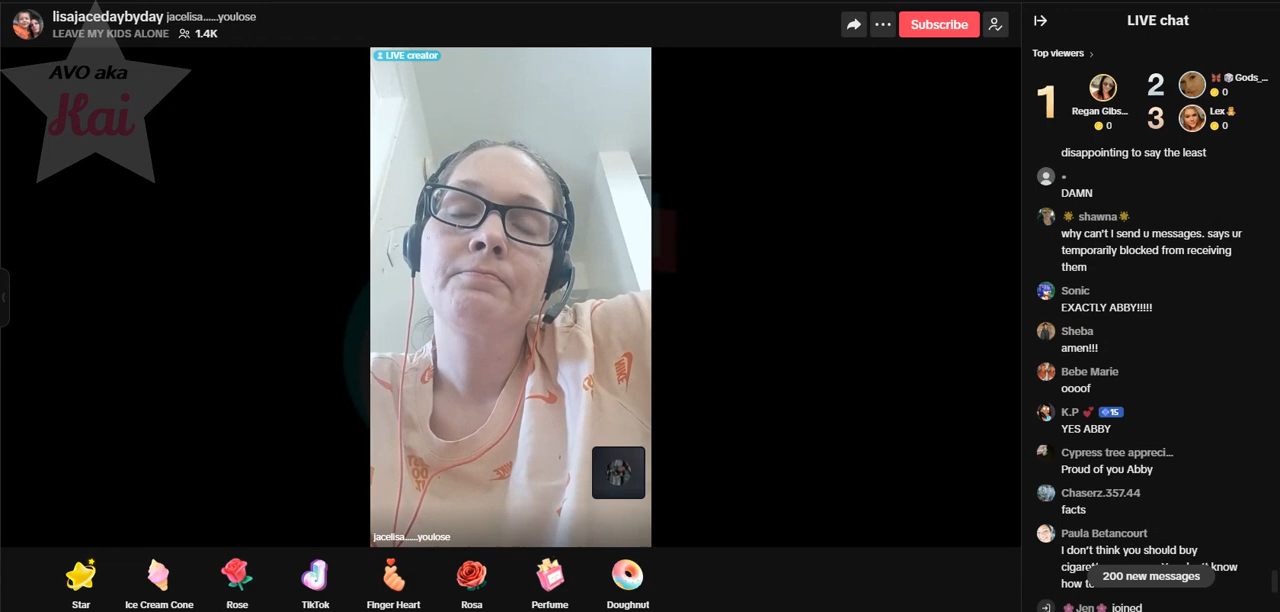 lisajacedaybyday jacelisa......youlose
LEAVE MY KIDS ALONE 1.4K
Subscribe
AVO aka
Kai
LIVE creator
NIKE
jacelisa......youlose
Star
Ice Cream Cone
Rose
TikTok
Finger Heart
Rosa
Perfume
Doughnut
LIVE chat
Top viewers
1
Regan Gibs...
0
2
Gods_...
0
3
Lex
0
disappointing to say the least
DAMN
shawna
why can't I send u messages. says ur
temporarily blocked from receiving
them
Sonic
EXACTLY ABBY!!!!!
Sheba
amen!!!
Bebe Marie
oooof
K.P 15
YES ABBY
Cypress tree appreci...
Proud of you Abby
Chaserz.357.44
facts
Paula Betancourt
I don't think you should buy
know
how
200 new messages
Jen joined